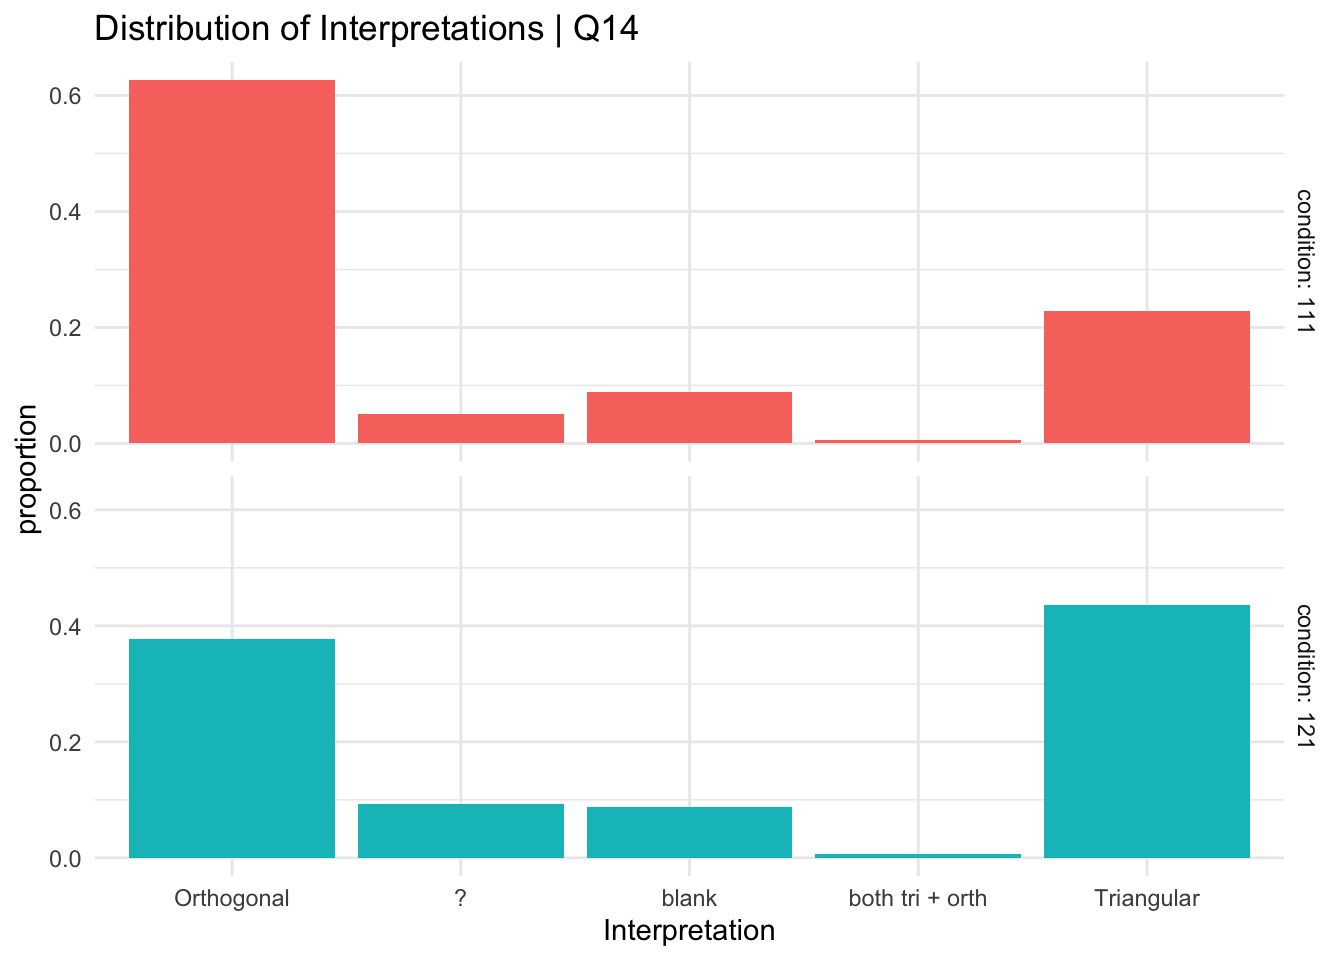 Distribution of Interpretations | Q14
0.6
0.4
0.2
0.0
condition: 111
proportion
0.6
0.4
0.2
0.0
condition: 121
Orthogonal ? blank both tri + orth Triangular
Interpretation